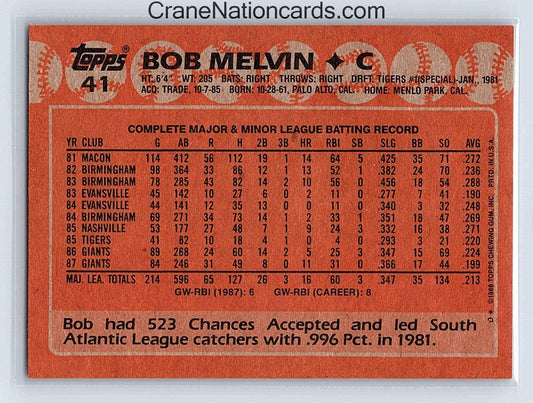 CraneNationcards.com
Topps®
41
BOB MELVIN ✦ C
HT: 6'4" WT: 205 BATS: RIGHT THROWS: RIGHT DRFT: TIGERS #1(SPECIAL)-JAN., 1981
ACQ: TRADE, 10-7-85 BORN: 10-28-61, PALO ALTO, CAL. HOME: MENLO PARK, CAL.
COMPLETE MAJOR & MINOR LEAGUE BATTING RECORD
YR CLUB G AB R H 2B 3B HR RBI SB SLG BB SO AVG
81 MACON 114 412 56 112 19 1 14 64 5 .425 35 71 .272
82 BIRMINGHAM 98 364 33 86 12 1 13 52 1 .382 24 70 .236
83 BIRMINGHAM 78 285 42 82 14 2 10 56 0 .456 18 54 .288
83 EVANSVILLE 45 142 10 27 6 0 2 11 0 .277 7 41 .190
84 EVANSVILLE 44 141 12 35 13 0 0 11 0 .340 3 32 .248
84 BIRMINGHAM 69 271 34 73 14 1 2 33 1 .351 18 47 .269
85 NASHVILLE 53 177 27 48 7 1 9 24 3 .475 16 38 .271
85 TIGERS 41 82 10 18 4 1 0 4 0 .293 3 21 .220
86 GIANTS 89 268 24 60 14 2 5 25 3 .347 15 69 .224
87 GIANTS 84 246 31 49 8 0 11 31 0 .366 17 44 .199
MAJ. LEA. TOTALS 214 596 65 127 26 3 16 60 3 .347 35 134 .213
GW-RBI (1987): 6 GW-RBI (CAREER): 8
Bob had 523 Chances Accepted and led South
Atlantic League catchers with .996 Pct. in 1981.
D✶ ©1988 TOPPS CHEWING GUM, INC. PRTD. IN U.S.A.